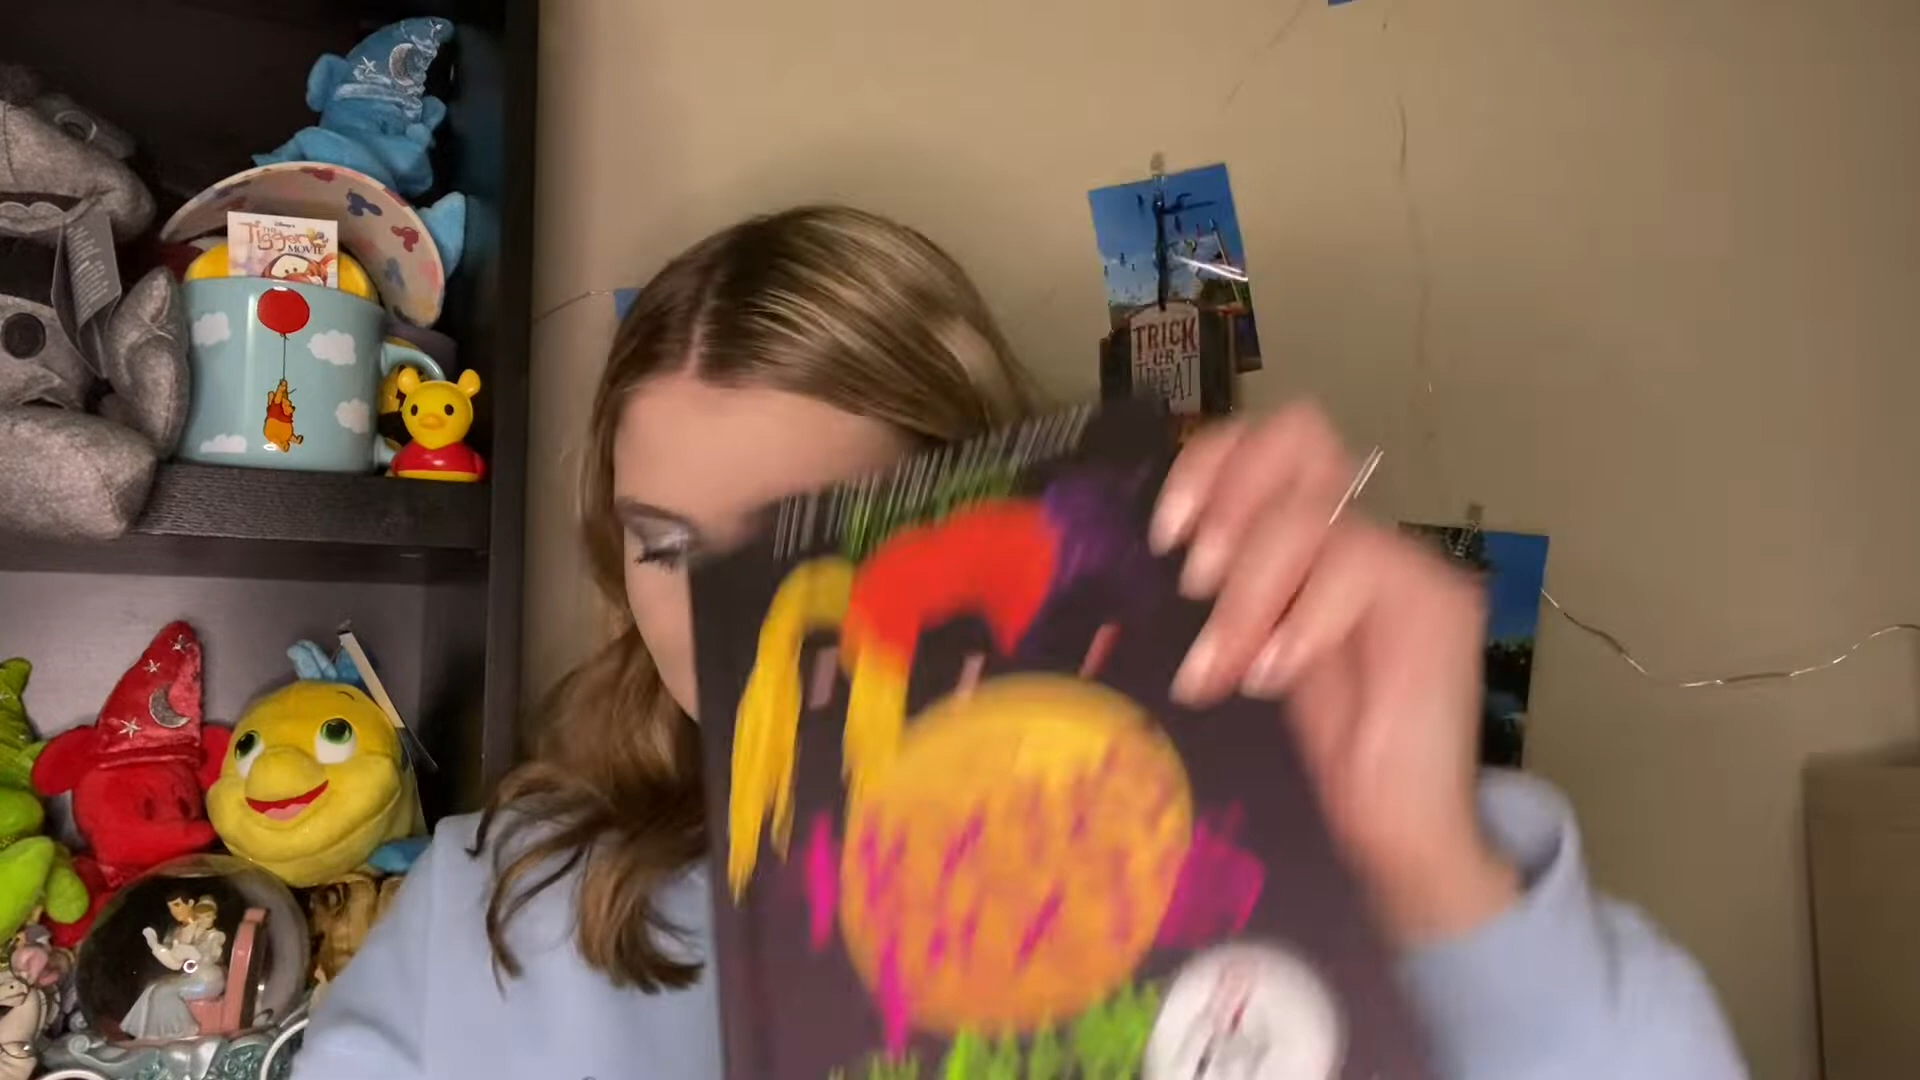 Disney's
THE
Tigger
MOVIE
TRICK
OR
TREAT